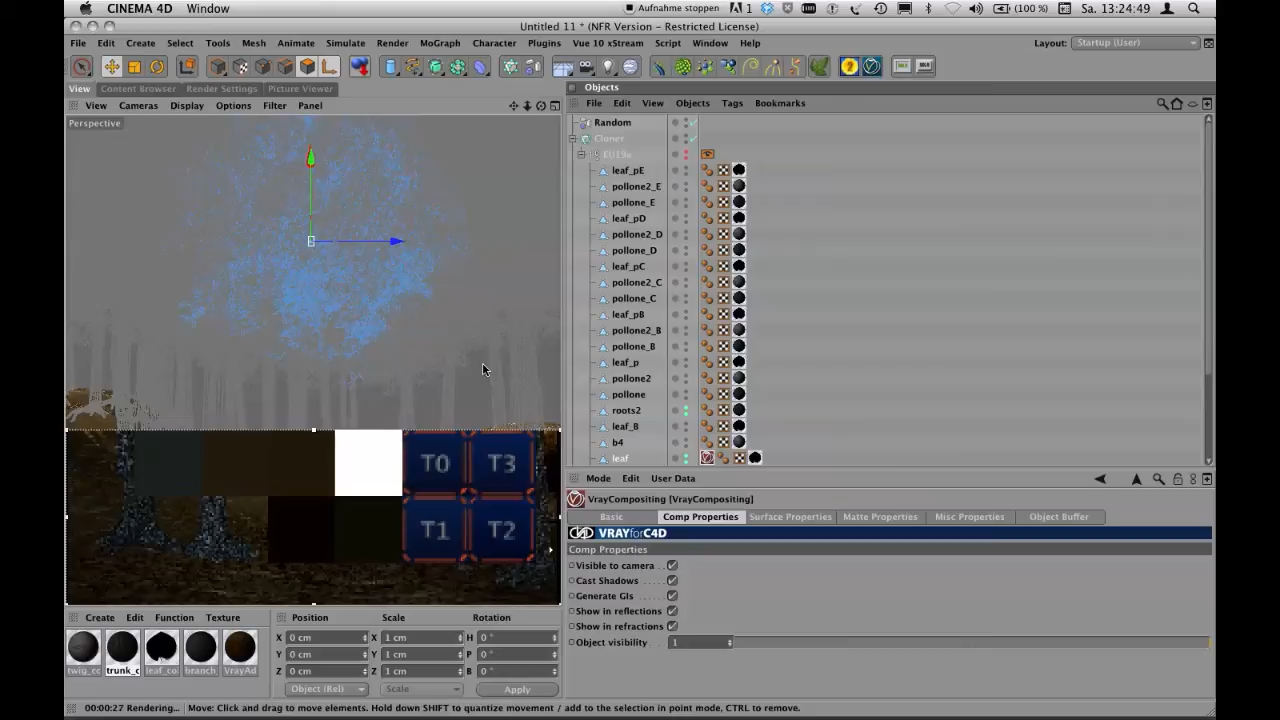 CINEMA 4D Window
Aufnahme stoppen 1 (100 %) Sa. 13:24:49
Untitled 11 * (NFR Version - Restricted License)
File Edit Create Select Tools Mesh Animate Simulate Render MoGraph Character Plugins Vue 10 xStream Script Window Help Layout: Startup (User)
View Content Browser Render Settings Picture Viewer
Objects
View Cameras Display Options Filter Panel
File Edit View Objects Tags Bookmarks
Perspective
Random
Cloner
EU19a
leaf_pE
pollone2_E
pollone_E
leaf_pD
pollone2_D
pollone_D
leaf_pC
pollone2_C
pollone_C
leaf_pB
pollone2_B
pollone_B
leaf_p
pollone2
pollone
roots2
leaf_B
b4
leaf
T0 T3
T1 T2
Mode Edit User Data
VrayCompositing [VrayCompositing]
Basic Comp Properties Surface Properties Matte Properties Misc Properties Object Buffer
VRAYforC4D
Comp Properties
Visible to camera
Cast Shadows
Generate GIs
Show in reflections
Show in refractions
Object visibility 1
Create Edit Function Texture
twig_cc trunk_c leaf_co branch_ VrayAd
Position Scale Rotation
X 0 cm X 1 cm H 0 °
Y 0 cm Y 1 cm P 0 °
Z 0 cm Z 1 cm B 0 °
Object (Rel) Scale Apply
00:00:27 Rendering... Move: Click and drag to move elements. Hold down SHIFT to quantize movement / add to the selection in point mode, CTRL to remove.